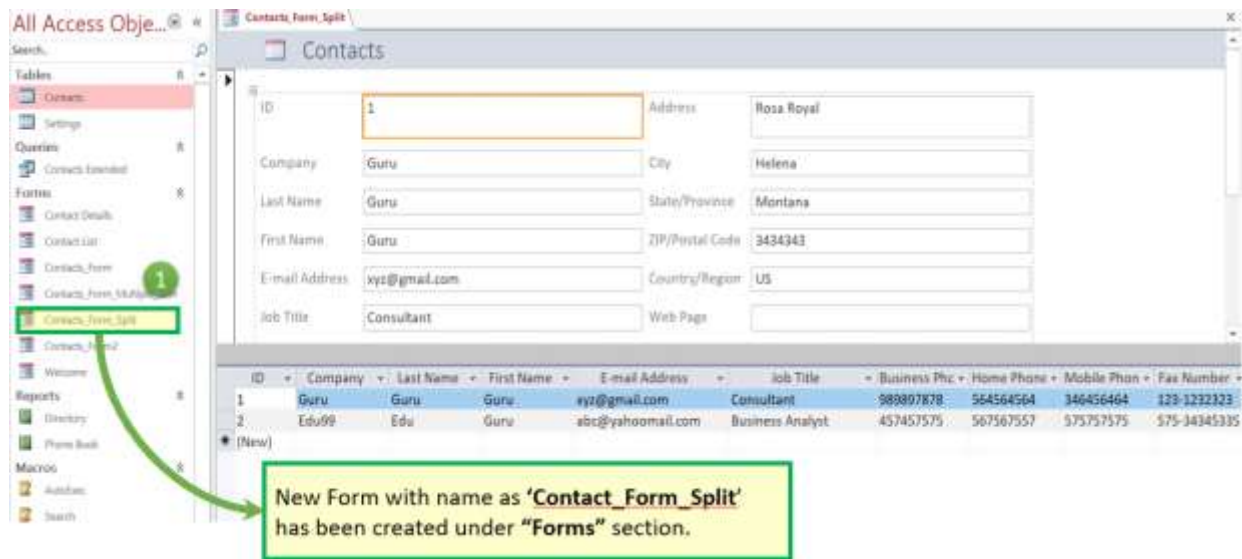 All Access Obje...
Contacts_Form_Split
Search..
Contacts
Tables
Contacts
Settings
Queries
Contacts Extended
Forms
Contact Details
Contact List
Contacts_Form
Contacts_Form_Multiple
1
Contacts_Form_Split
Contacts_Form2
Welcome
Reports
Directory
Phone Book
Macros
AutoExec
Search
ID 1 Address Rosa Royal
Company Guru City Helena
Last Name Guru State/Province Montana
First Name Guru ZIP/Postal Code 3434343
E-mail Address xyz@gmail.com Country/Region US
Job Title Consultant Web Page
ID Company Last Name First Name E-mail Address Job Title Business Phc Home Phone Mobile Phon Fax Number
1 Guru Guru Guru xyz@gmail.com Consultant 989897878 564564564 346456464 123-1232323
2 Edu99 Edu Guru abc@yahoomail.com Business Analyst 457457575 567567557 575757575 575-34345335
(New)
New Form with name as ‘Contact_Form_Split’
has been created under “Forms” section.